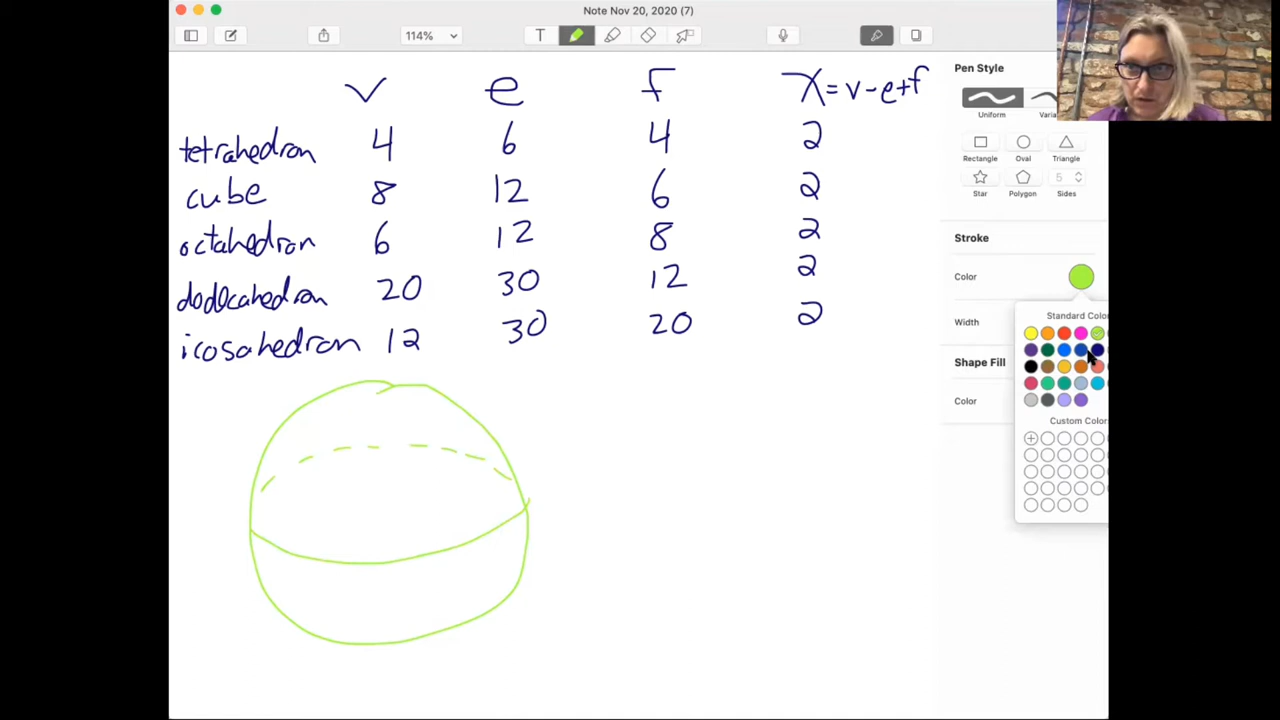 Note Nov 20, 2020 (7)
114%
T
Pen Style
v e f χ = v - e + f
Uniform
tetrahedron 4 6 4 2
Rectangle Oval Triangle
cube 8 12 6 2
5
Star Polygon Sides
octahedron 6 12 8 2
Stroke
dodecahedron 20 30 12 2
Color
icosahedron 12 30 20 2
Standard Color
Width
Shape Fill
Color
Custom Color